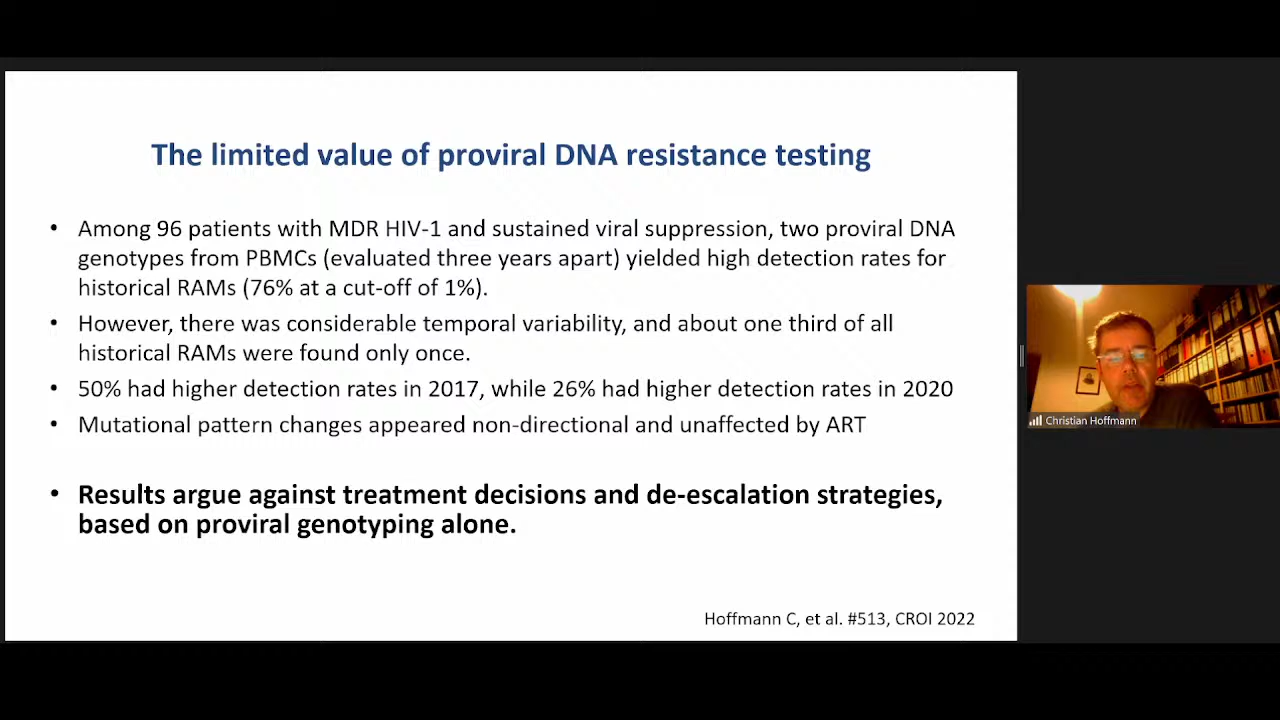 The limited value of proviral DNA resistance testing
• Among 96 patients with MDR HIV-1 and sustained viral suppression, two proviral DNA
genotypes from PBMCs (evaluated three years apart) yielded high detection rates for
historical RAMs (76% at a cut-off of 1%).
• However, there was considerable temporal variability, and about one third of all
historical RAMs were found only once.
• 50% had higher detection rates in 2017, while 26% had higher detection rates in 2020
• Mutational pattern changes appeared non-directional and unaffected by ART
• Results argue against treatment decisions and de-escalation strategies,
based on proviral genotyping alone.
Hoffmann C, et al. #513, CROI 2022
Christian Hoffmann